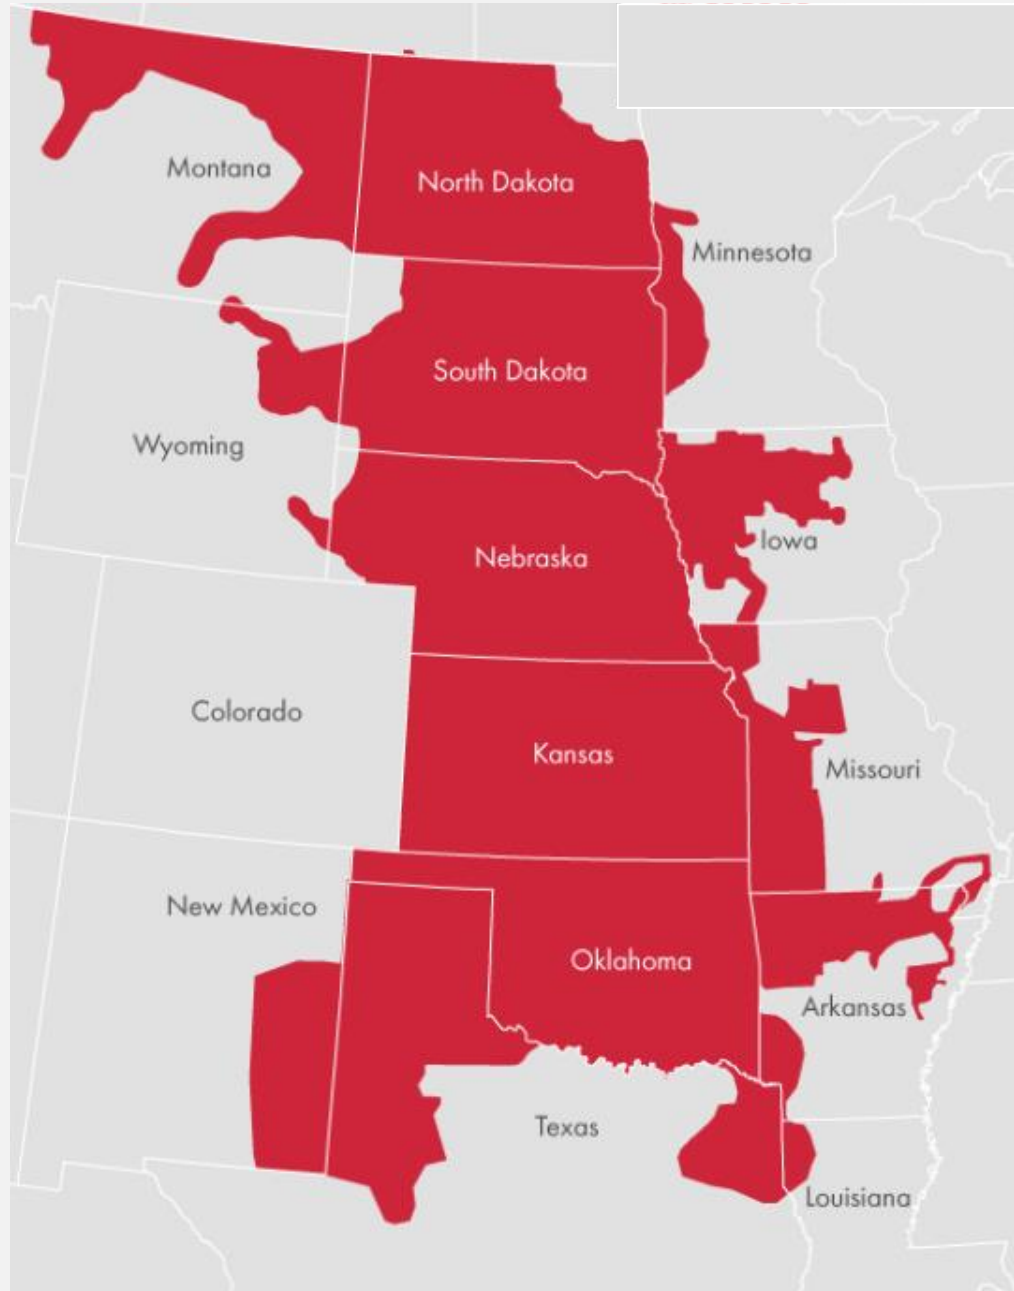 Montana
North Dakota
Minnesota
South Dakota
Wyoming
Iowa
Nebraska
Colorado
Kansas
Missouri
New Mexico
Oklahoma
Arkansas
Texas
Louisiana